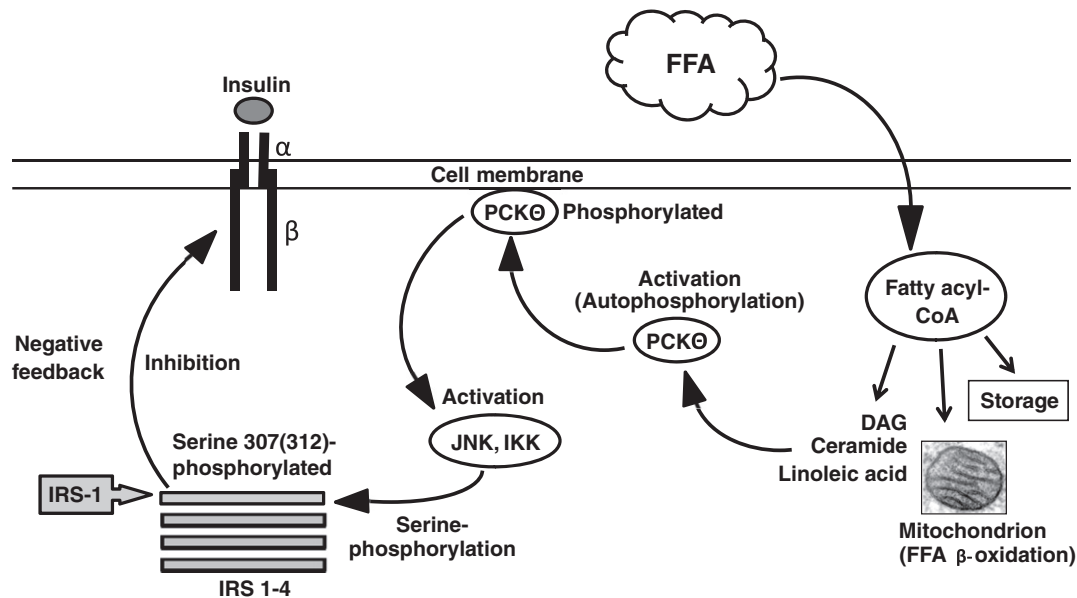 FFA
Insulin
α
Cell membrane
PCKΘ
Phosphorylated
β
Activation
(Autophosphorylation)
PCKΘ
Fatty acyl-
CoA
Negative
feedback
Inhibition
Activation
JNK, IKK
Storage
DAG
Ceramide
Linoleic acid
Serine 307(312)-
phosphorylated
IRS-1
Serine-
phosphorylation
Mitochondrion
(FFA β-oxidation)
IRS 1-4